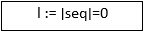 l := |seq|=0